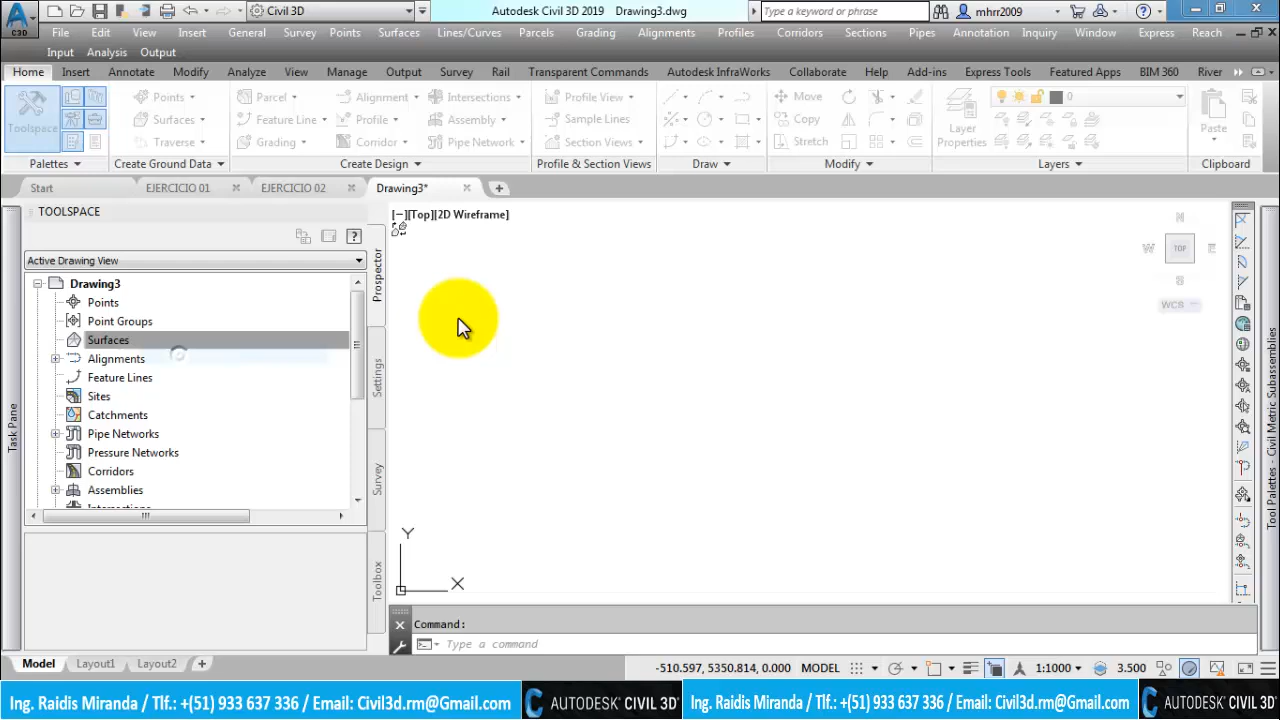 C3D
Civil 3D
Autodesk Civil 3D 2019 Drawing3.dwg
Type a keyword or phrase
mhrr2009
File Edit View Insert General Survey Points Surfaces Lines/Curves Parcels Grading Alignments Profiles Corridors Sections Pipes Annotation Inquiry Window Express Reach
Input Analysis Output
Home Insert Annotate Modify Analyze View Manage Output Survey Rail Transparent Commands Autodesk InfraWorks Collaborate Help Add-ins Express Tools Featured Apps BIM 360 River
Points Parcel Alignment Intersections Profile View Move 0
Toolspace Surfaces Feature Line Profile Assembly Sample Lines Copy Layer Properties Paste
Traverse Grading Corridor Pipe Network Section Views Stretch
Palettes Create Ground Data Create Design Profile & Section Views Draw Modify Layers Clipboard
Start EJERCICIO 01 EJERCICIO 02 Drawing3*
TOOLSPACE
[−][Top][2D Wireframe]
Active Drawing View
Drawing3
Points
Point Groups
Surfaces
Alignments
Feature Lines
Sites
Catchments
Pipe Networks
Pressure Networks
Corridors
Assemblies
Prospector
Settings
Survey
Toolbox
Task Pane
N
W TOP E
S
WCS
Tool Palettes - Civil Metric Subassemblies
Y
X
Command:
Type a command
Model Layout1 Layout2
-510.597, 5350.814, 0.000 MODEL 1:1000 3.500
Ing. Raidis Miranda / Tlf.: +(51) 933 637 336 / Email: Civil3d.rm@Gmail.com AUTODESK® CIVIL 3D® Ing. Raidis Miranda / Tlf.: +(51) 933 637 336 / Email: Civil3d.rm@Gmail.com AUTODESK® CIVIL 3D